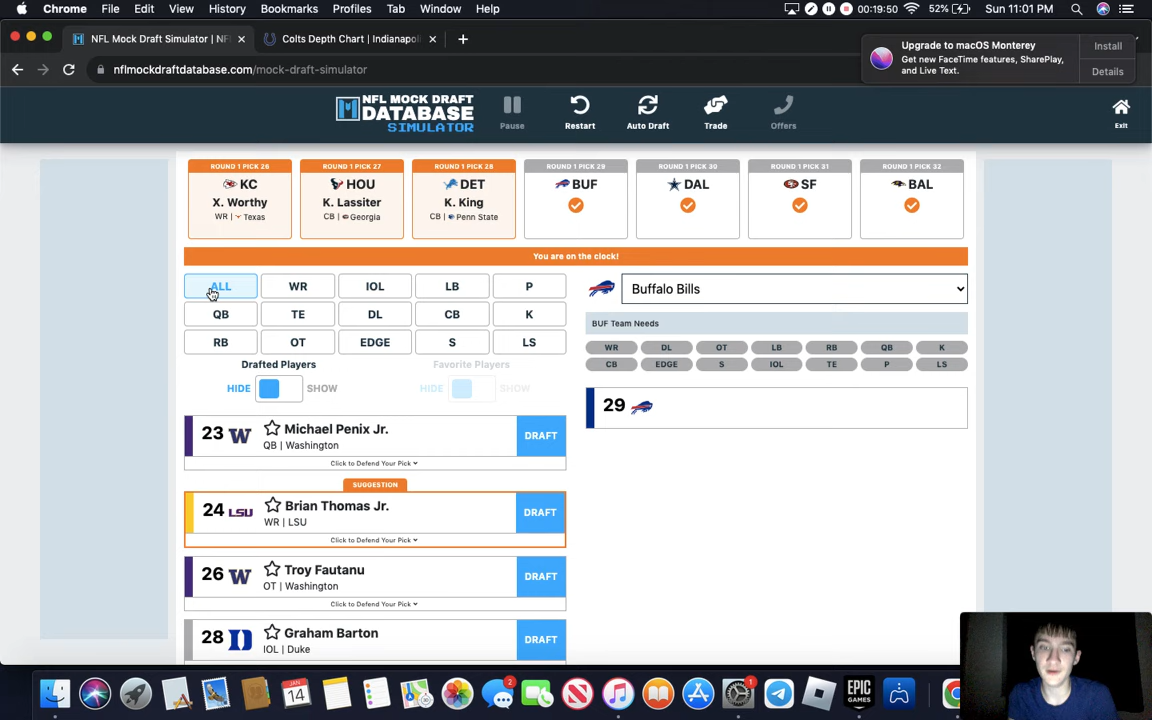 Chrome File Edit View History Bookmarks Profiles Tab Window Help 00:19:50 52% Sun 11:01 PM
NFL Mock Draft Simulator | NF Colts Depth Chart | Indianapol
nflmockdraftdatabase.com/mock-draft-simulator
Upgrade to macOS Monterey
Get new FaceTime features, SharePlay,
and Live Text.
Install
Details
NFL MOCK DRAFT
DATABASE
SIMULATOR
Pause Restart Auto Draft Trade Offers Exit
ROUND 1 PICK 26 ROUND 1 PICK 27 ROUND 1 PICK 28 ROUND 1 PICK 29 ROUND 1 PICK 30 ROUND 1 PICK 31 ROUND 1 PICK 32
KC HOU DET BUF DAL SF BAL
X. Worthy K. Lassiter K. King
WR | Texas CB | Georgia CB | Penn State
You are on the clock!
ALL WR IOL LB P
QB TE DL CB K
RB OT EDGE S LS
Drafted Players Favorite Players
HIDE SHOW HIDE SHOW
Buffalo Bills
BUF Team Needs
WR DL OT LB RB QB K
CB EDGE S IOL TE P LS
29
23 W Michael Penix Jr. DRAFT
QB | Washington
Click to Defend Your Pick
SUGGESTION
24 LSU Brian Thomas Jr. DRAFT
WR | LSU
Click to Defend Your Pick
26 W Troy Fautanu DRAFT
OT | Washington
Click to Defend Your Pick
28 D Graham Barton DRAFT
IOL | Duke
JAN
14
2
1
EPIC
GAMES